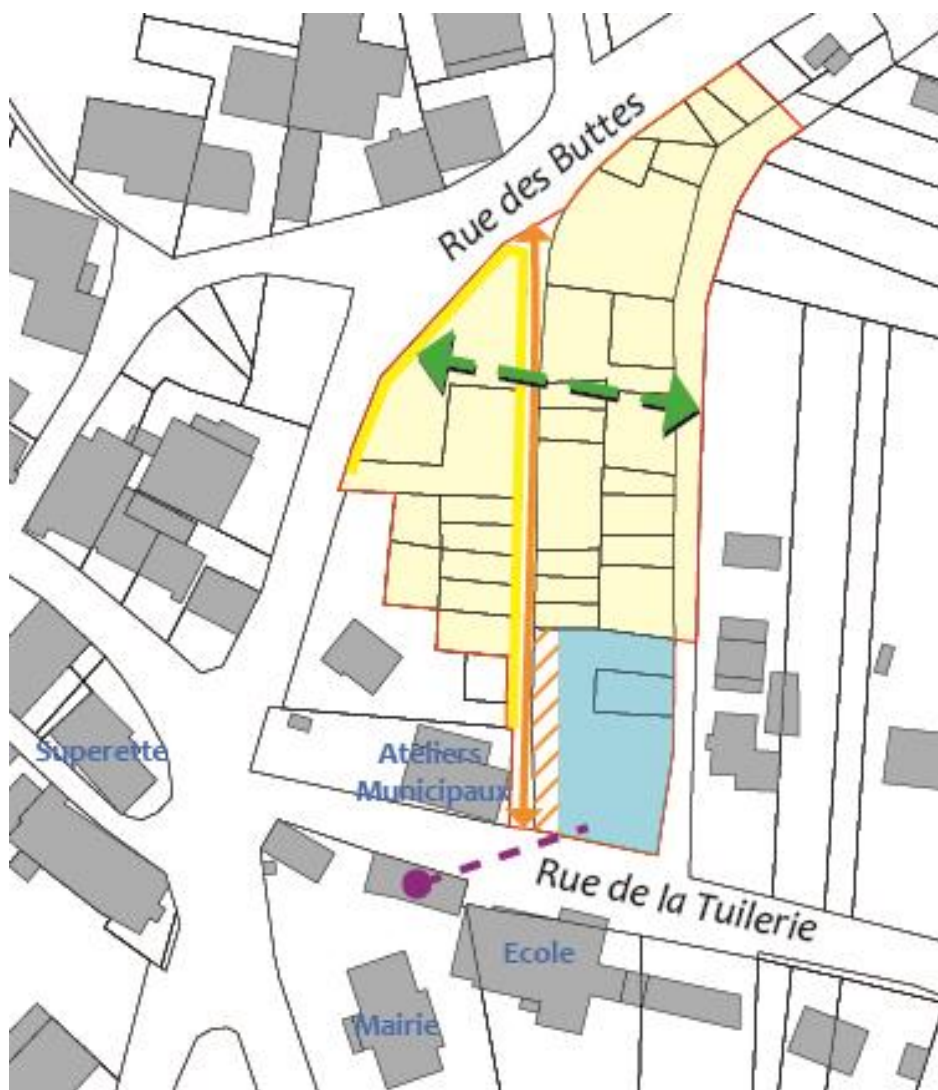 Rue des Buttes
Superette
Ateliers
Municipaux
Rue de la Tuilerie
Ecole
Mairie